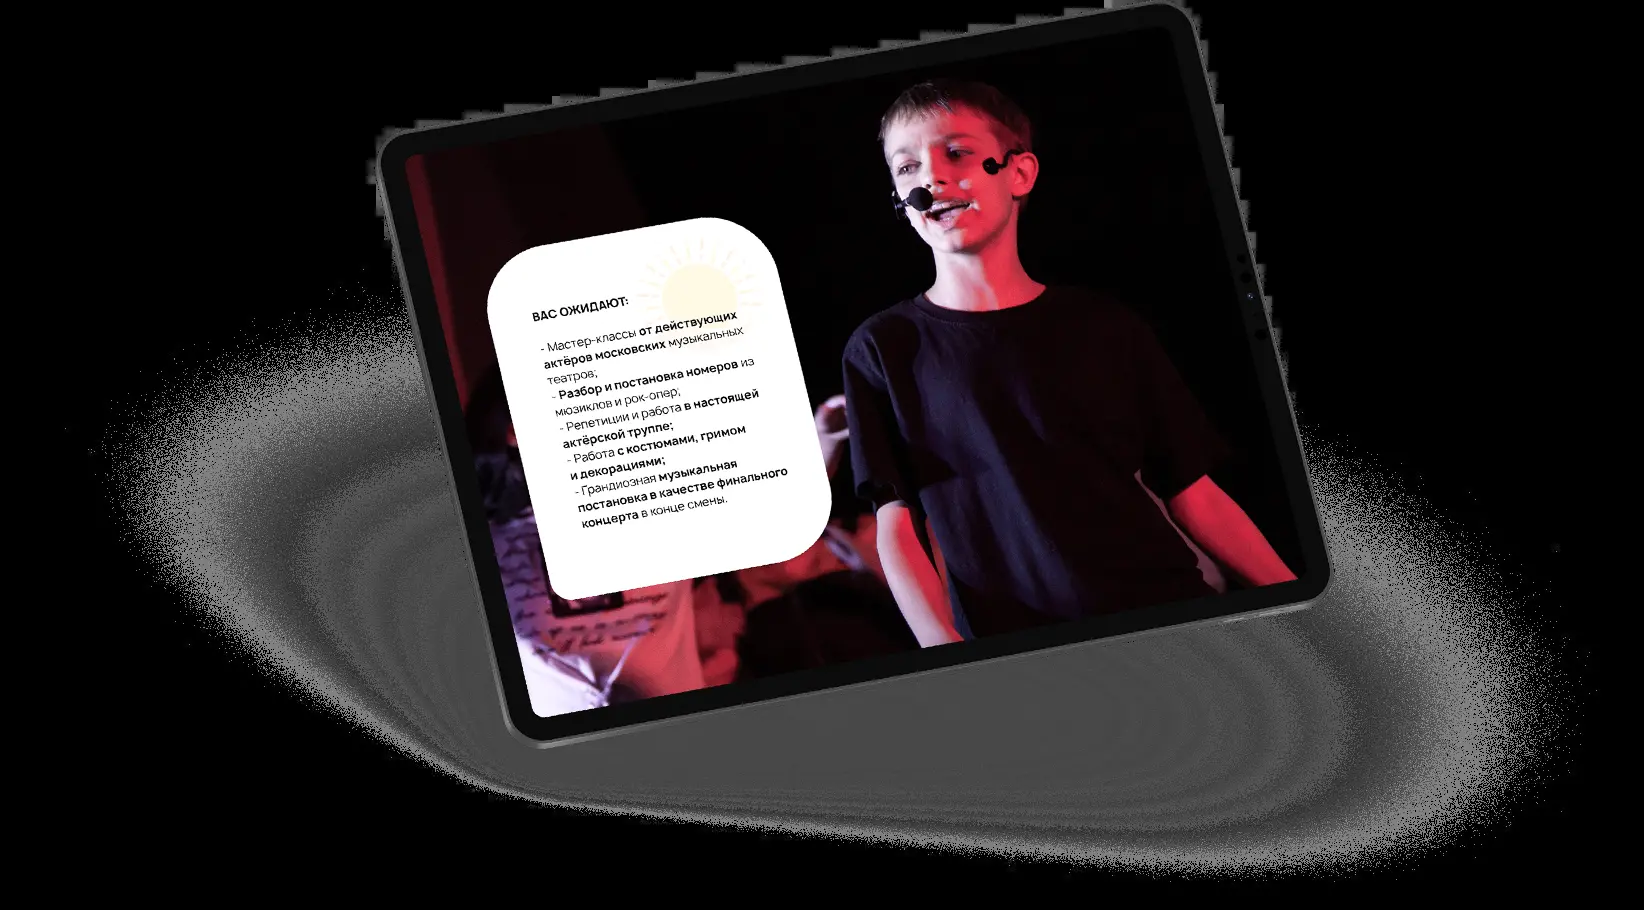 ВАС ОЖИДАЮТ:
- Мастер-классы от действующих
актёров московских музыкальных
театров;
- Разбор и постановка номеров из
мюзиклов и рок-опер;
- Репетиции и работа в настоящей
актёрской труппе;
- Работа с костюмами, гримом
и декорациями;
- Грандиозная музыкальная
постановка в качестве финального
концерта в конце смены.